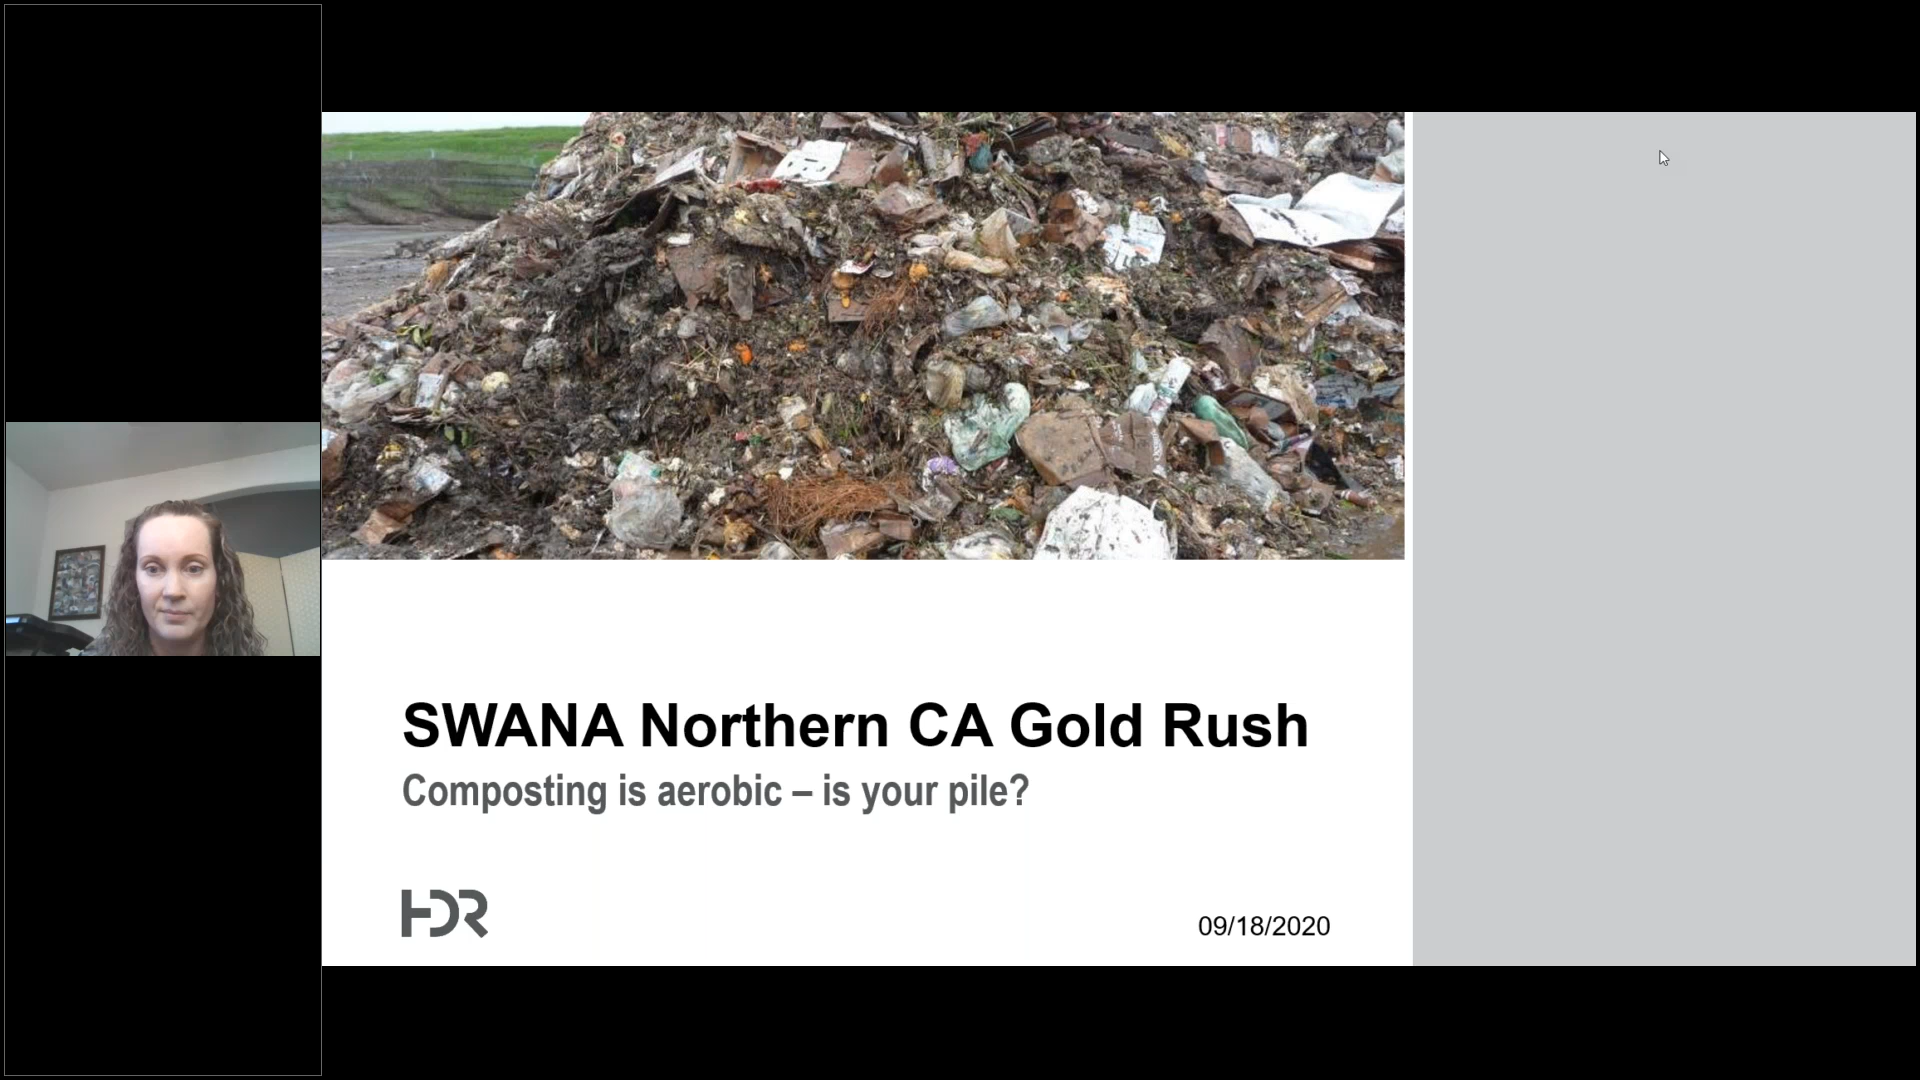 SWANA Northern CA Gold Rush
Composting is aerobic – is your pile?
HDR
09/18/2020